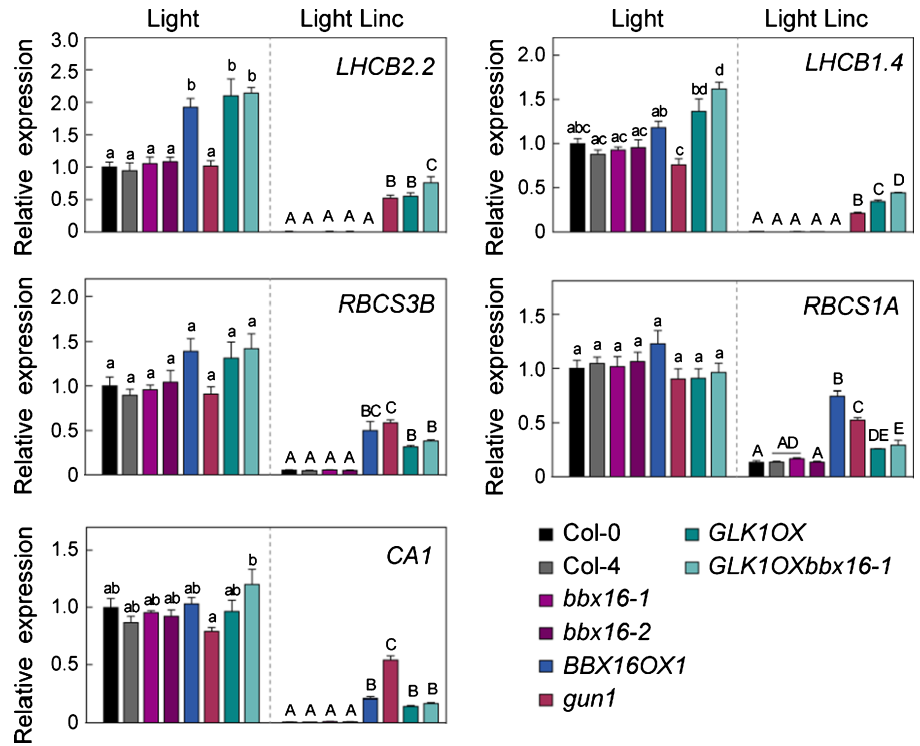 Light Light Linc Light Light Linc
Relative expression
3.0
2.5
2.0
1.5
1.0
0.5
0
LHCB2.2
a a a a b a b b
A A A A A B B C
Relative expression
2.0
1.5
1.0
0.5
0
LHCB1.4
abc ac ac ac ab c bd d
A A A A A B C D
Relative expression
2.0
1.5
1.0
0.5
0
RBCS3B
a a a a a a a a
A A A A BC C B B
Relative expression
1.5
1.0
0.5
0
RBCS1A
a a a a a a a a
A AD A B C DE E
Relative expression
1.5
1.0
0.5
0
CA1
ab ab ab ab ab a ab b
A A A A B C B B
Col-0
Col-4
bbx16-1
bbx16-2
BBX16OX1
gun1
GLK1OX
GLK1OXbbx16-1